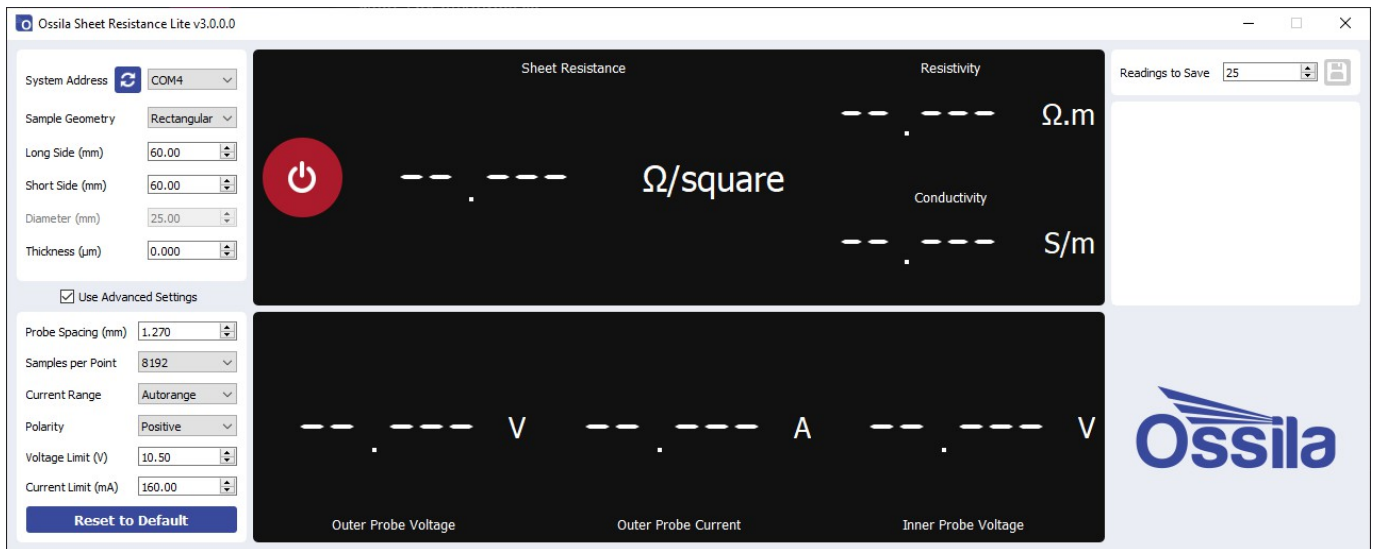 Ossila Sheet Resistance Lite v3.0.0.0
System Address COM4
Sample Geometry Rectangular
Long Side (mm) 60.00
Short Side (mm) 60.00
Diameter (mm) 25.00
Thickness (µm) 0.000
Use Advanced Settings
Probe Spacing (mm) 1.270
Samples per Point 8192
Current Range Autorange
Polarity Positive
Voltage Limit (V) 10.50
Current Limit (mA) 160.00
Reset to Default
Sheet Resistance
--.--- Ω/square
Resistivity
--.--- Ω.m
Conductivity
--.--- S/m
--.--- V --.--- A --.--- V
Outer Probe Voltage Outer Probe Current Inner Probe Voltage
Readings to Save 25
Ossila